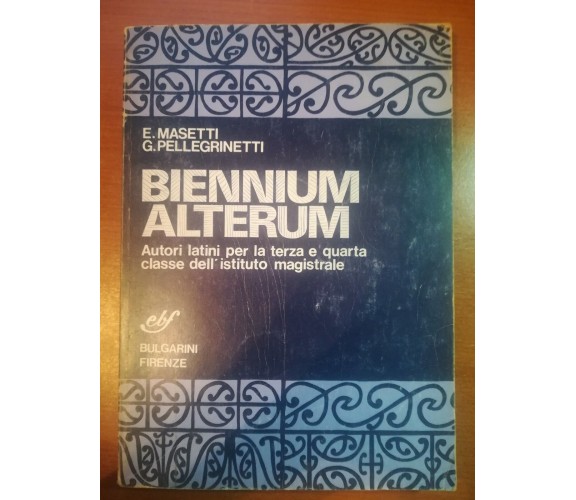 E. MASETTI
G. PELLEGRINETTI
BIENNIUM
ALTERUM
Autori latini per la terza e quarta
classe dell'istituto magistrale
ebf
BULGARINI
FIRENZE